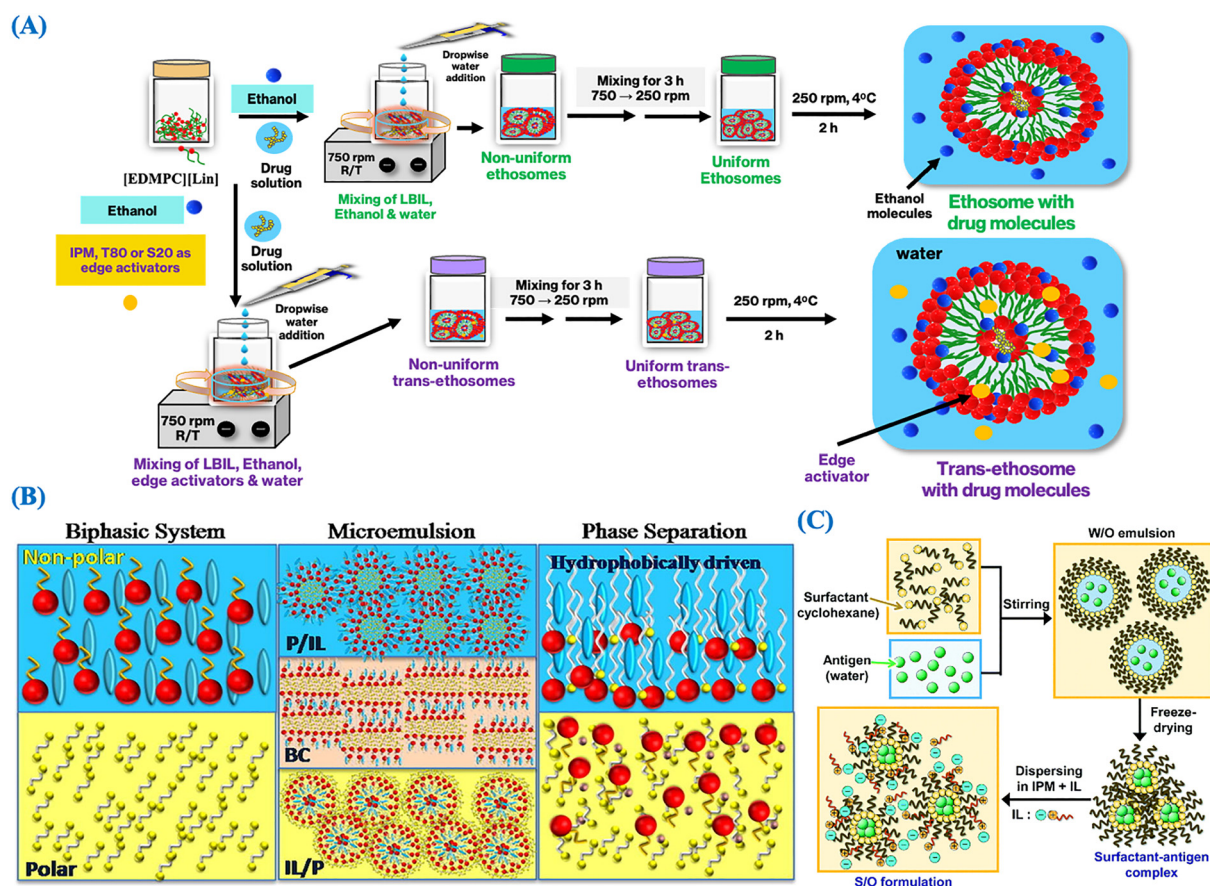 (A)
Ethanol
Drug
solution
[EDMPC][Lin]
Dropwise
water
addition
750 rpm
R/T
Mixing of LBIL,
Ethanol & water
Non-uniform
ethosomes
Mixing for 3 h
750 → 250 rpm
Uniform
Ethosomes
250 rpm, 4ºC
2 h
Ethanol
molecules
Ethosome with
drug molecules
Ethanol
IPM, T80 or S20 as
edge activators
Drug
solution
Dropwise
water
addition
750 rpm
R/T
Mixing of LBIL, Ethanol,
edge activators & water
Non-uniform
trans-ethosomes
Mixing for 3 h
750 → 250 rpm
Uniform trans-
ethosomes
250 rpm, 4ºC
2 h
water
Edge
activator
Trans-ethosome
with drug molecules
(B)
Biphasic System
Microemulsion
Phase Separation
Non-polar
Polar
P/IL
BC
IL/P
Hydrophobically driven
(C)
Surfactant
cyclohexane)
Antigen
(water)
Stirring
W/O emulsion
Freeze-
drying
Surfactant-antigen
complex
Dispersing
in IPM + IL
IL :
S/O formulation